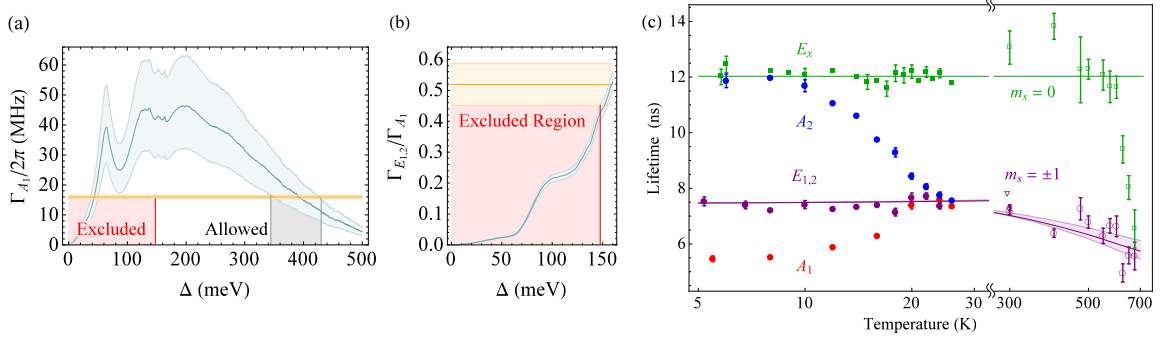 (a)
Γ_{A_1}/2π (MHz)
60
50
40
30
20
10
0
Excluded
Allowed
0 100 200 300 400 500
Δ (meV)
(b)
Γ_{E_{1,2}}/Γ_{A_1}
0.6
0.5
0.4
0.3
0.2
0.1
0.0
Excluded Region
0 50 100 150
Δ (meV)
(c)
Lifetime (ns)
14
12
10
8
6
E_x
m_s = 0
A_2
E_{1,2}
m_s = ±1
A_1
5 10 20 30 300 500 700
Temperature (K)